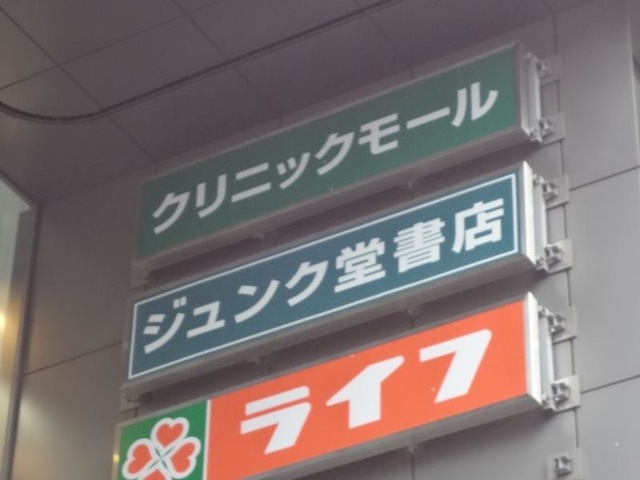 クリニックモール
ジュンク堂書店
ライフ